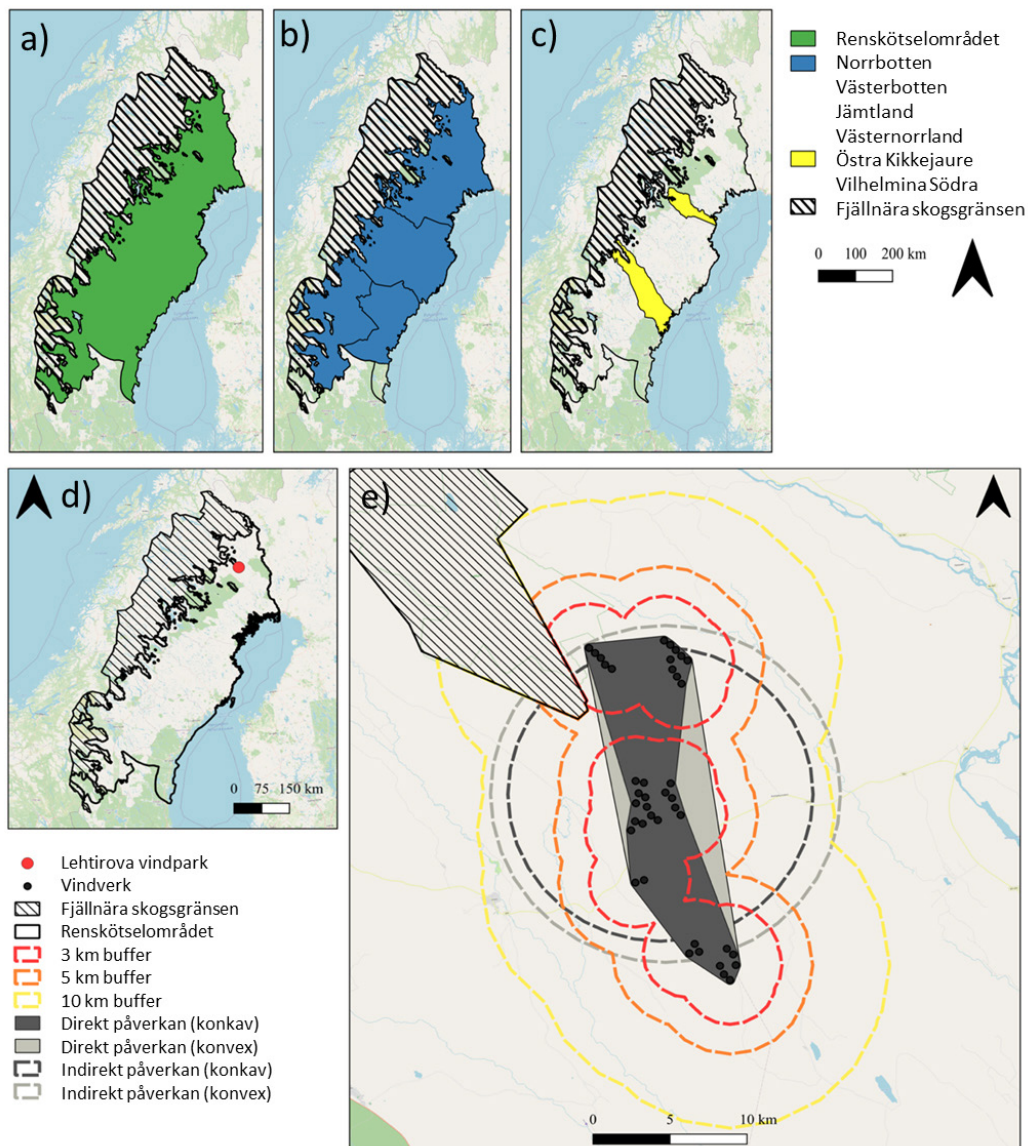 a)
b)
c)
Renskötselområdet
Norrbotten
Västerbotten
Jämtland
Västernorrland
Östra Kikkejaure
Vilhelmina Södra
Fjällnära skogsgränsen
0 100 200 km
d)
0 75 150 km
e)
Lehtirova vindpark
Vindverk
Fjällnära skogsgränsen
Renskötselområdet
3 km buffer
5 km buffer
10 km buffer
Direkt påverkan (konkav)
Direkt påverkan (konvex)
Indirekt påverkan (konkav)
Indirekt påverkan (konvex)
0 5 10 km